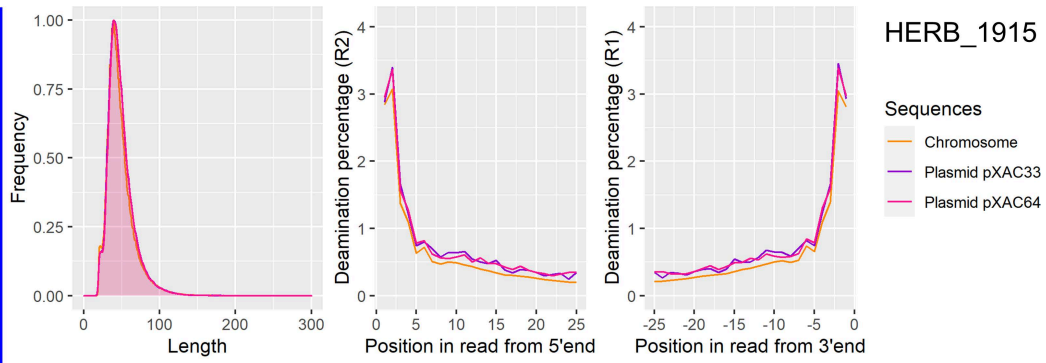 HERB_1915
Frequency
1.00
0.75
0.50
0.25
0.00
0 100 200 300
Length
Deamination percentage (R2)
4
3
2
1
0
0 5 10 15 20 25
Position in read from 5'end
Deamination percentage (R1)
4
3
2
1
0
-25 -20 -15 -10 -5 0
Position in read from 3'end
Sequences
Chromosome
Plasmid pXAC33
Plasmid pXAC64